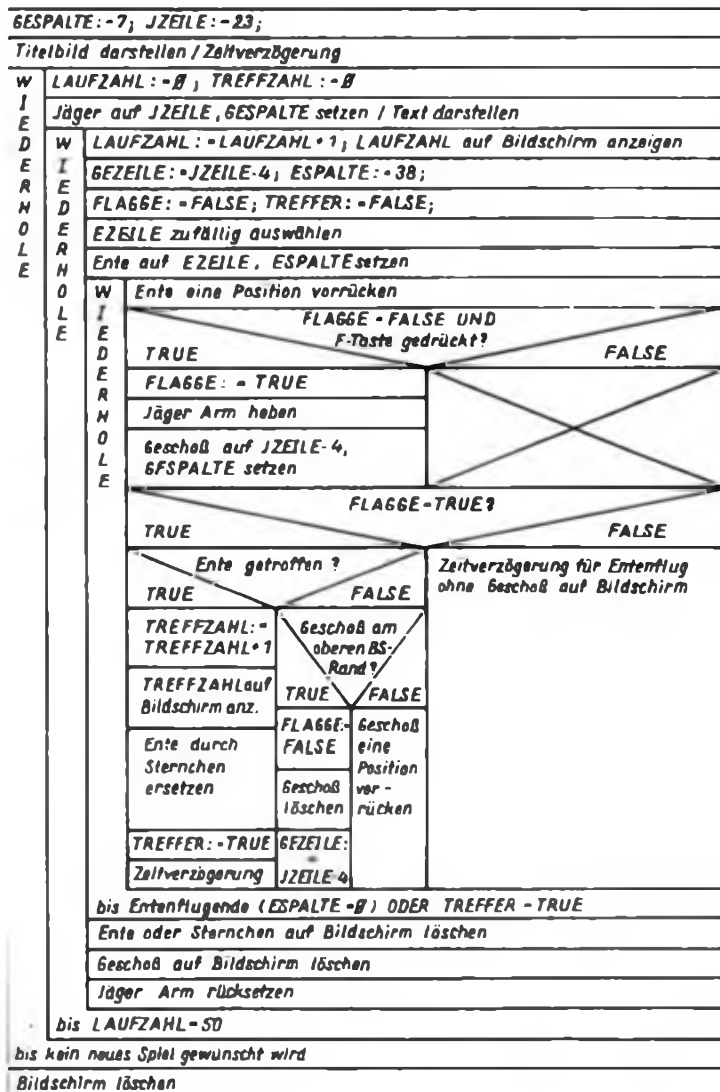 GESPALTE:=7; JZEILE:=23;
Titelbild darstellen / Zeitverzögerung
WIEDERHOLE
LAUFZAHL:=Ø; TREFFZAHL:=Ø
Jäger auf JZEILE, GESPALTE setzen / Text darstellen
WIEDERHOLE
LAUFZAHL:=LAUFZAHL+1; LAUFZAHL auf Bildschirm anzeigen
GEZEILE:=JZEILE-4; ESPALTE:=38;
FLAGGE:=FALSE; TREFFER:=FALSE;
EZEILE zufällig auswählen
Ente auf EZEILE, ESPALTE setzen
WIEDERHOLE
Ente eine Position vorrücken
FLAGGE=FALSE UND
F-Taste gedrückt?
TRUE FALSE
FLAGGE:=TRUE
Jäger Arm heben
Geschoß auf JZEILE-4,
GFSPALTE setzen
FLAGGE=TRUE?
TRUE FALSE
Ente getroffen?
TRUE FALSE
Zeitverzögerung für Entenflug
ohne Geschoß auf Bildschirm
TREFFZAHL:=
TREFFZAHL+1
TREFFZAHL auf
Bildschirm anz.
Ente durch
Sternchen
ersetzen
TREFFER:=TRUE
Zeitverzögerung
Geschoß am
oberen BS-
Rand?
TRUE FALSE
FLAGGE:=
FALSE
Geschoß
löschen
GEZEILE:
=
JZEILE-4
Geschoß
eine
Position
vor-
rücken
bis Entenflugende (ESPALTE=Ø) ODER TREFFER=TRUE
Ente oder Sternchen auf Bildschirm löschen
Geschoß auf Bildschirm löschen
Jäger Arm rücksetzen
bis LAUFZAHL=50
bis kein neues Spiel gewünscht wird
Bildschirm löschen